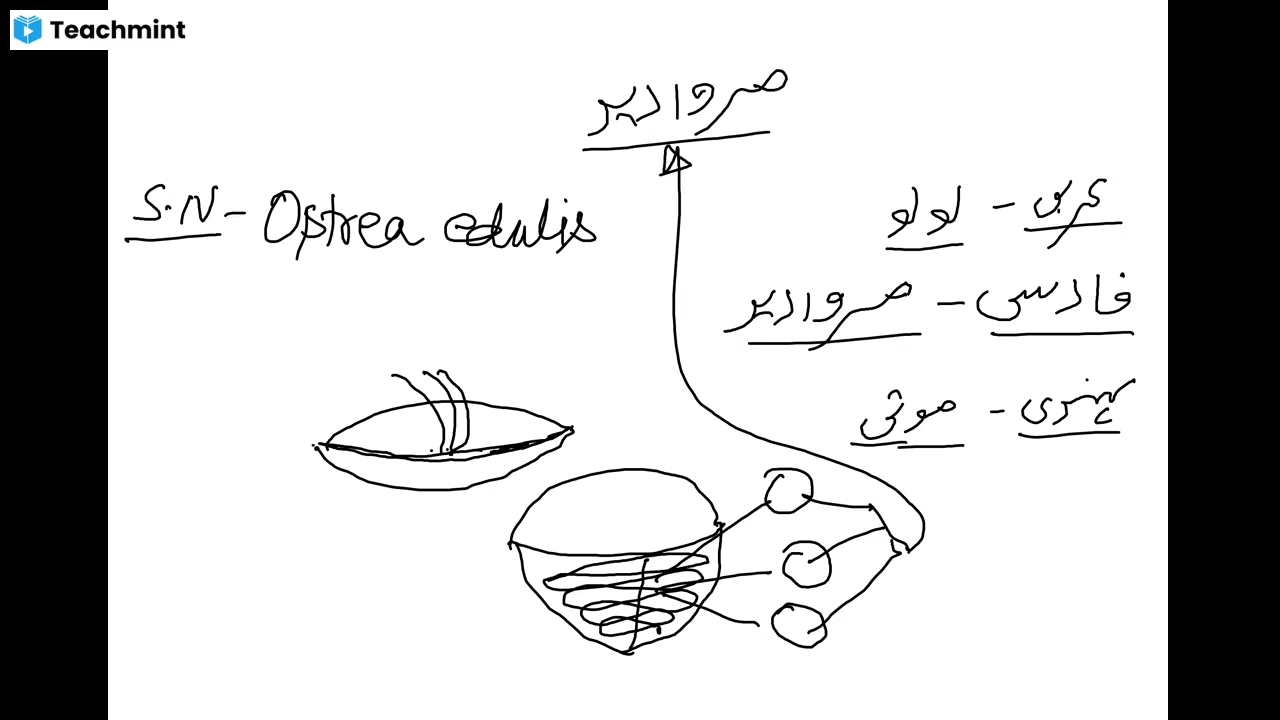 Teachmint
مروارید
S.N - Ostrea edulis
عربی - لولو
فارسی - مروارید
ہندی - موتی